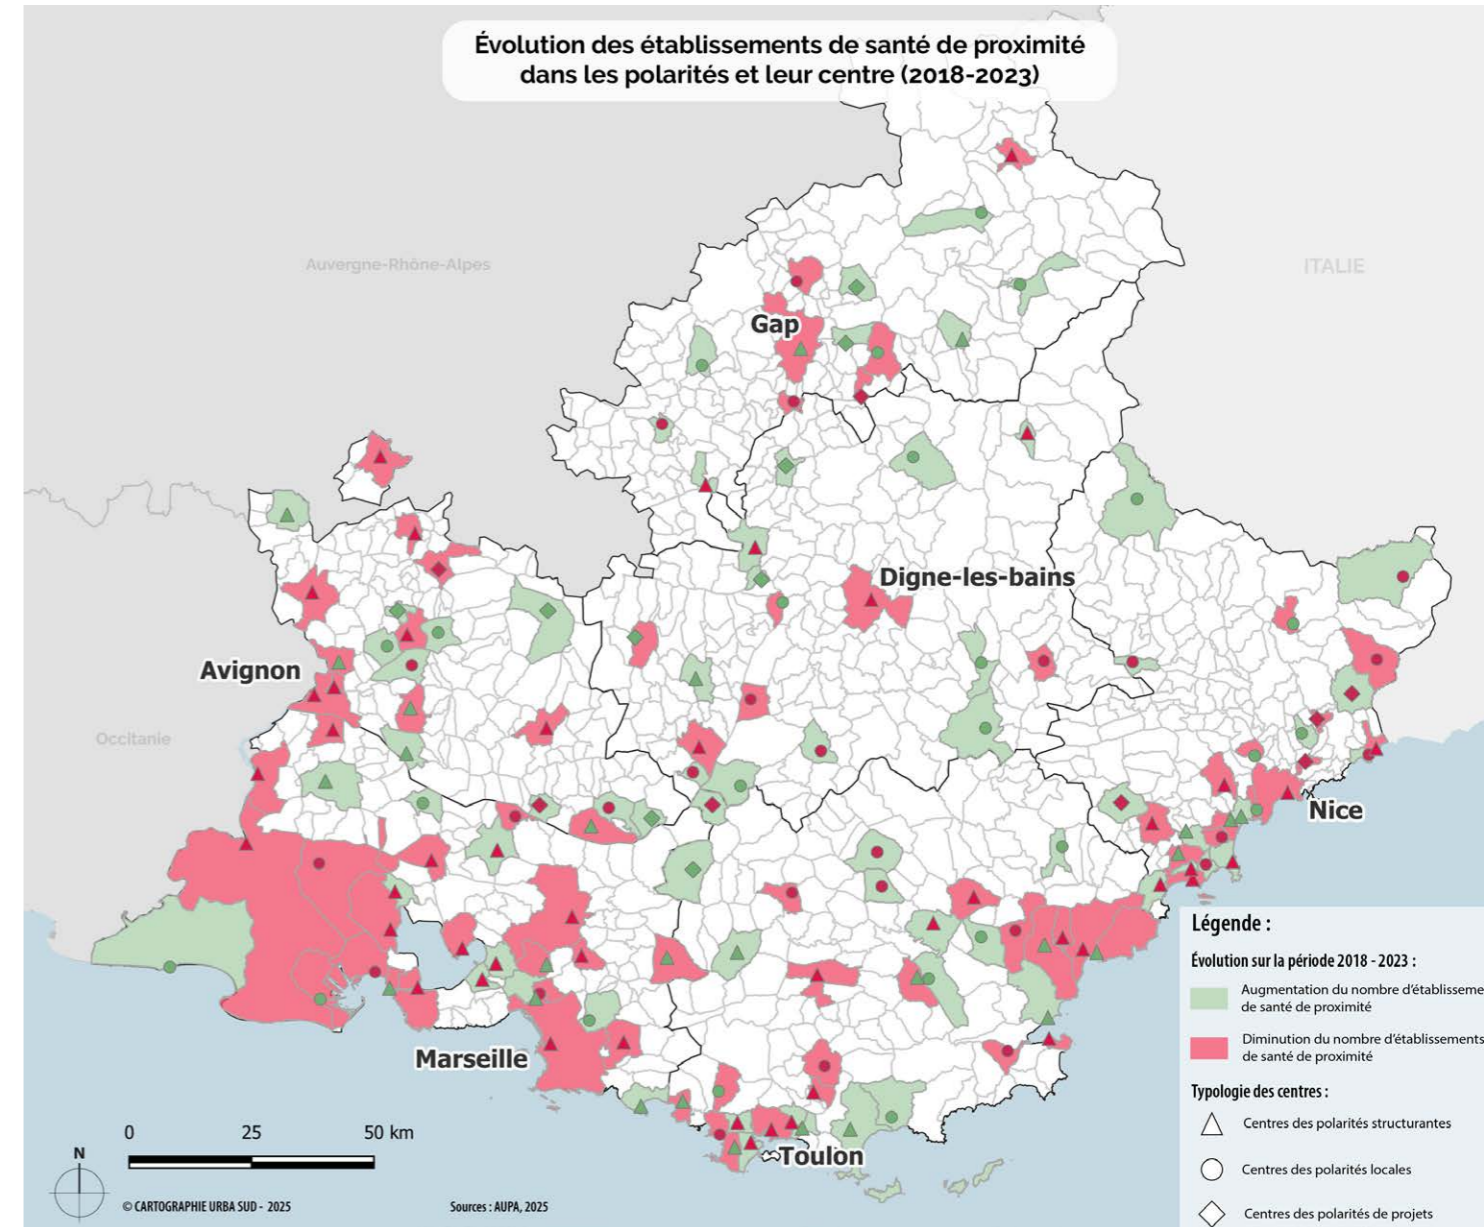 Évolution des établissements de santé de proximité
dans les polarités et leur centre (2018-2023)
Auvergne-Rhône-Alpes
ITALIE
Gap
Digne-les-bains
Avignon
Occitanie
Nice
Marseille
Toulon
0 25 50 km
N
© CARTOGRAPHIE URBA SUD - 2025
Sources : AUPA, 2025
Légende :
Évolution sur la période 2018 - 2023 :
Augmentation du nombre d'établisseme
de santé de proximité
Diminution du nombre d'établissements
de santé de proximité
Typologie des centres :
Centres des polarités structurantes
Centres des polarités locales
Centres des polarités de projets